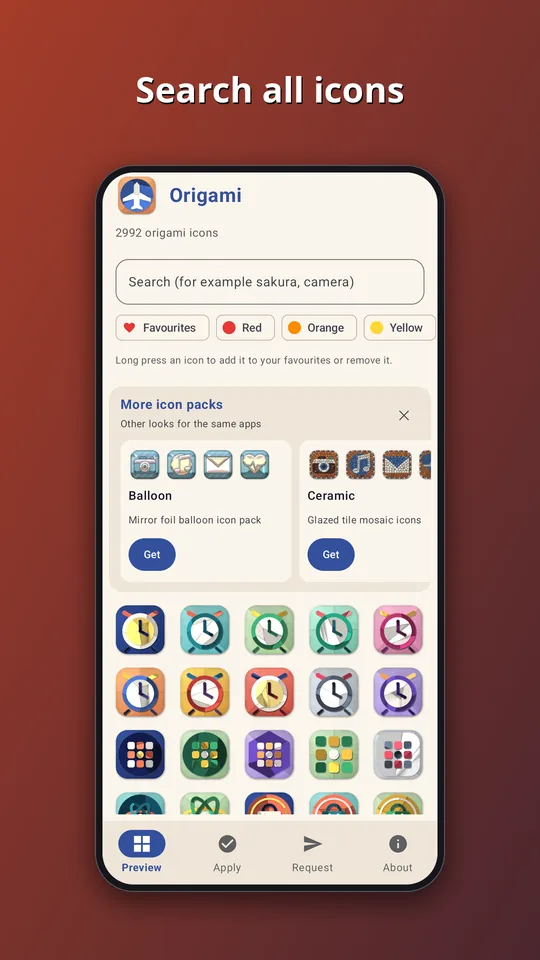 Search all icons
Origami
2992 origami icons
Search (for example sakura, camera)
Favourites
Red
Orange
Yellow
Long press an icon to add it to your favourites or remove it.
More icon packs
Other looks for the same apps
Balloon
Mirror foil balloon icon pack
Get
Ceramic
Glazed tile mosaic icons
Get
Preview
Apply
Request
About